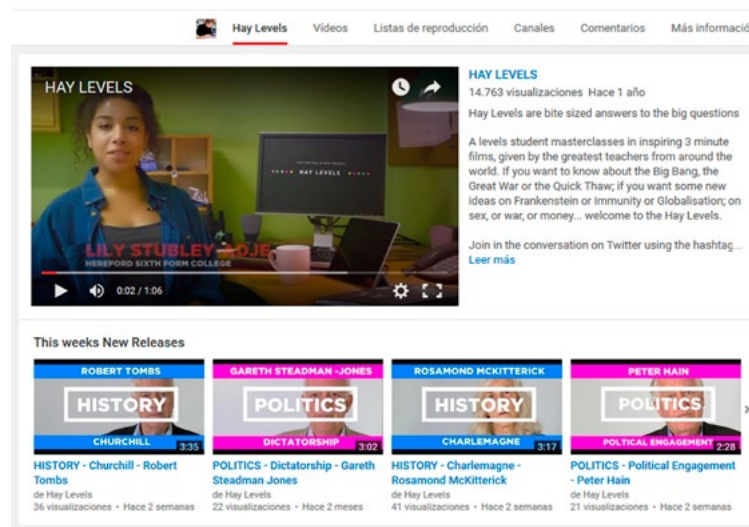 Hay Levels Vídeos Listas de reproducción Canales Comentarios Más informació
HAY LEVELS
HAY LEVELS
LILY STUBLEY-ADJE
HEREFORD SIXTH FORM COLLEGE
0:02 / 1:06
HAY LEVELS
14.763 visualizaciones Hace 1 año
Hay Levels are bite sized answers to the big questions
A levels student masterclasses in inspiring 3 minute
films, given by the greatest teachers from around the
world. If you want to know about the Big Bang, the
Great War or the Quick Thaw; if you want some new
ideas on Frankenstein or Immunity or Globalisation; on
sex, or war, or money... welcome to the Hay Levels.
Join in the conversation on Twitter using the hashtag...
Leer más
This weeks New Releases
ROBERT TOMBS
HISTORY
CHURCHILL
3:35
HISTORY - Churchill - Robert
Tombs
de Hay Levels
36 visualizaciones • Hace 2 semanas
GARETH STEADMAN-JONES
POLITICS
DICTATORSHIP
3:02
POLITICS - Dictatorship - Gareth
Steadman Jones
de Hay Levels
22 visualizaciones • Hace 2 meses
ROSAMOND MCKITTERICK
HISTORY
CHARLEMAGNE
3:17
HISTORY - Charlemagne -
Rosamond McKitterick
de Hay Levels
41 visualizaciones • Hace 2 semanas
PETER HAIN
POLITICS
POLTICAL ENGAGEMENT
2:28
POLITICS - Political Engagement
- Peter Hain
de Hay Levels
21 visualizaciones • Hace 2 semanas